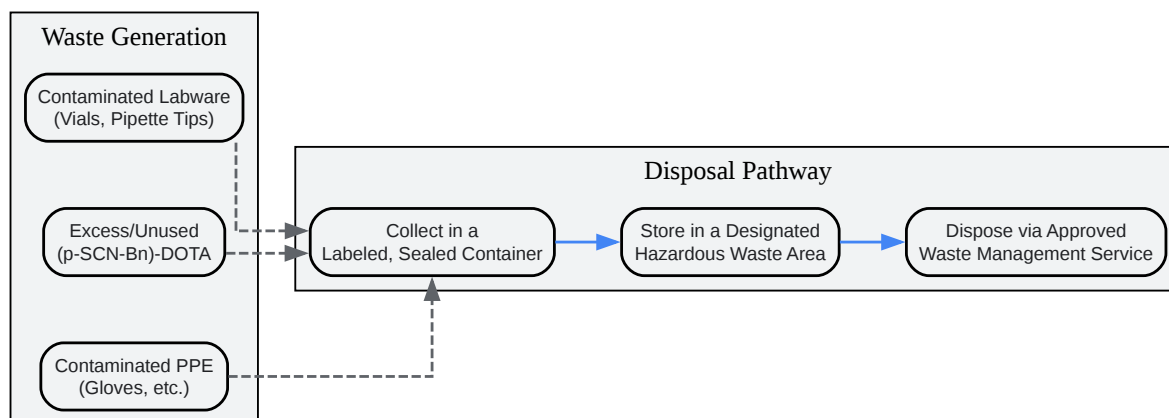 Waste Generation
Contaminated Labware
(Vials, Pipette Tips)
Excess/Unused
(p-SCN-Bn)-DOTA
Contaminated PPE
(Gloves, etc.)
Disposal Pathway
Collect in a
Labeled, Sealed Container
Store in a Designated
Hazardous Waste Area
Dispose via Approved
Waste Management Service